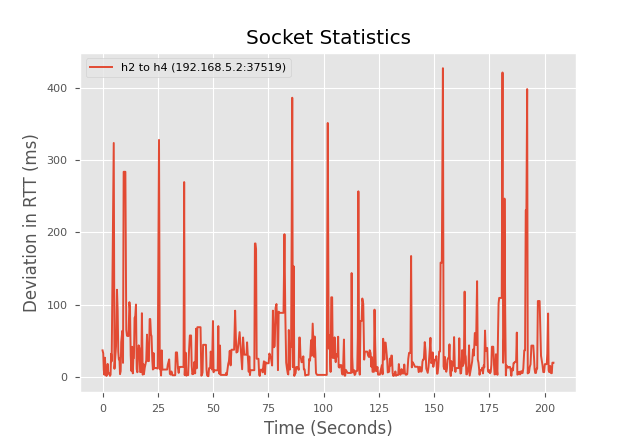 Socket Statistics
h2 to h4 (192.168.5.2:37519)
Deviation in RTT (ms)
400
300
200
100
0
0 25 50 75 100 125 150 175 200
Time (Seconds)